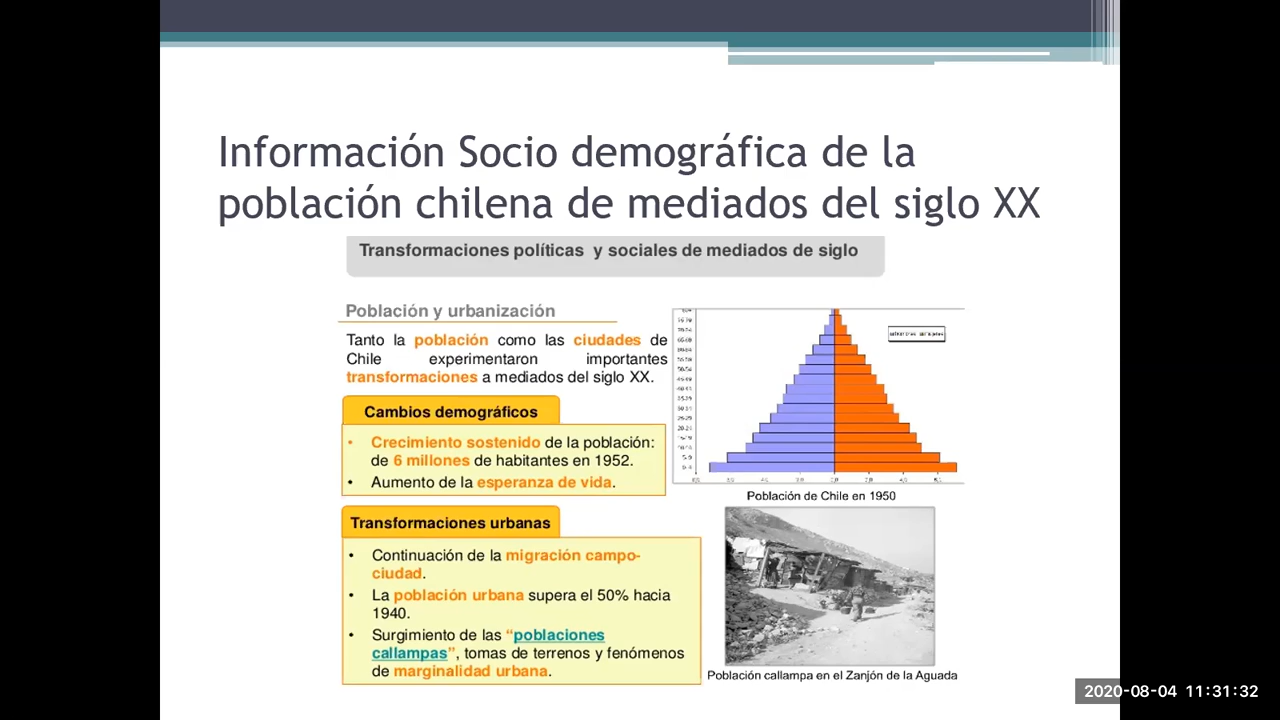 Información Socio demográfica de la
población chilena de mediados del siglo XX
Transformaciones políticas y sociales de mediados de siglo
Población y urbanización
Tanto la población como las ciudades de
Chile experimentaron importantes
transformaciones a mediados del siglo XX.
Cambios demográficos
• Crecimiento sostenido de la población:
de 6 millones de habitantes en 1952.
• Aumento de la esperanza de vida.
Transformaciones urbanas
• Continuación de la migración campo-
ciudad.
• La población urbana supera el 50% hacia
1940.
• Surgimiento de las “poblaciones
callampas”, tomas de terrenos y fenómenos
de marginalidad urbana.
Población de Chile en 1950
Población callampa en el Zanjón de la Aguada
2020-08-04 11:31:32